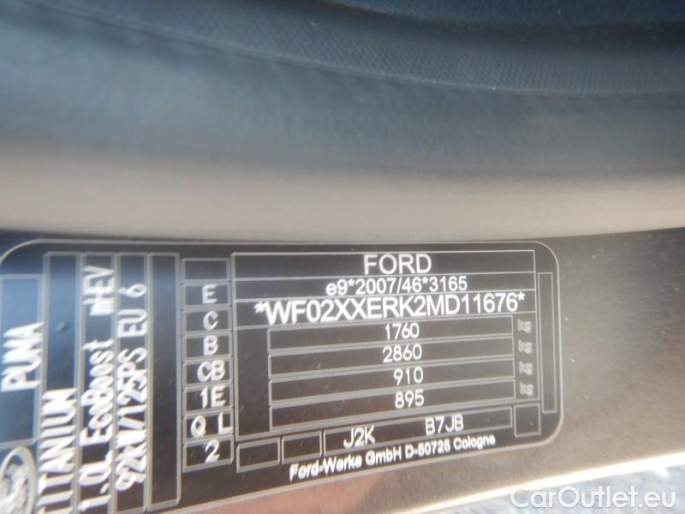 FORD
e9*2007/46*3165
*WF02XXERK2MD11676*
1760 kg
2860 kg
910 kg
895 kg
J2K B7JB
Ford-Werke GmbH D-50725 Cologne
E
C
B
CB
1E
Q L
2
PUMA
TITANIUM
1.0L EcoBoost mHEV
92kW/125PS EU 6
CarOutlet.eu